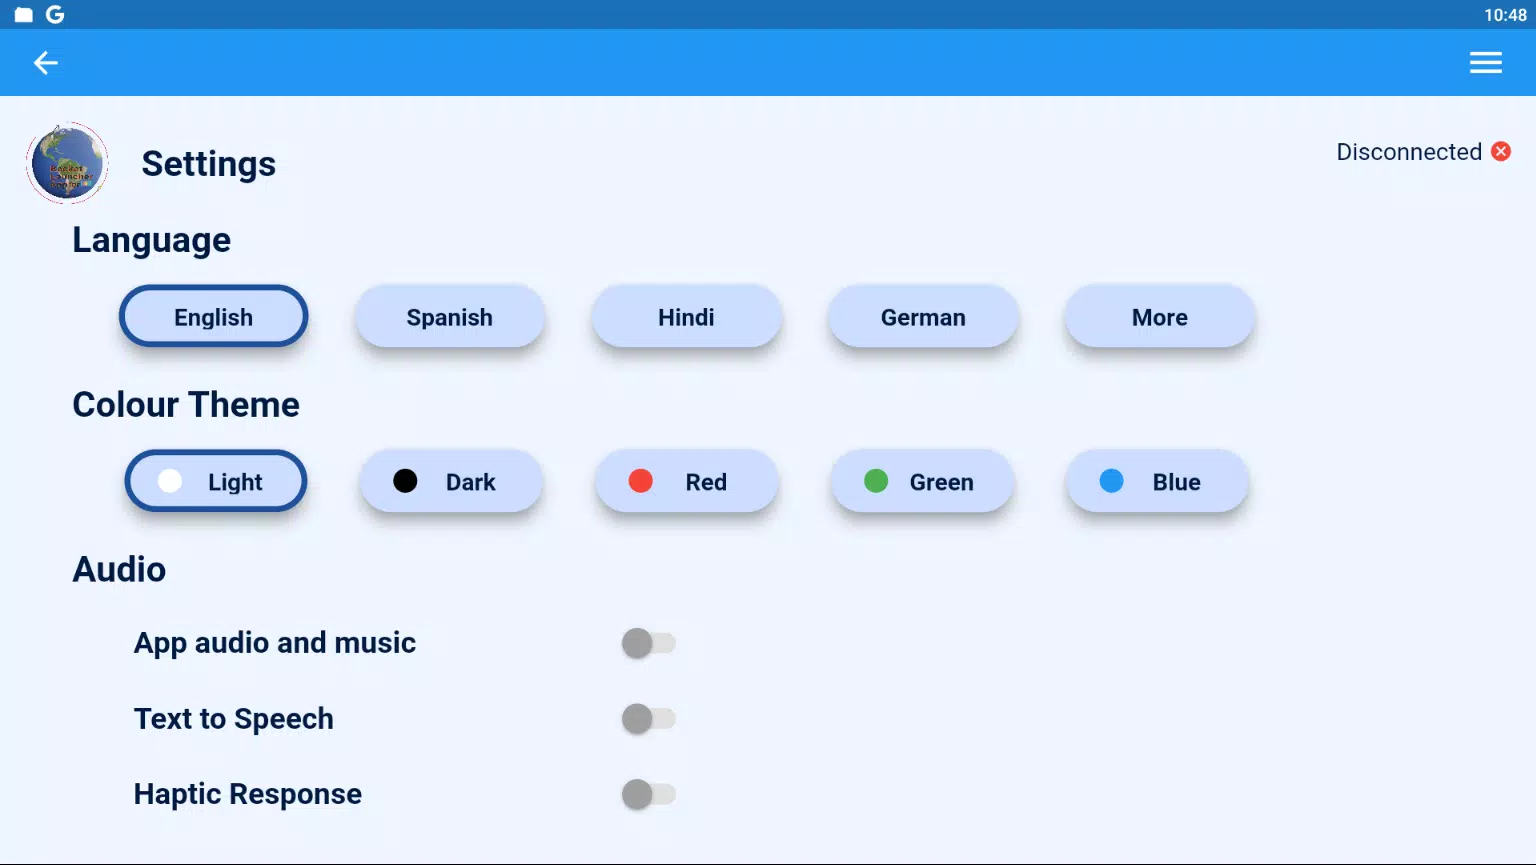 10:48
Settings
Disconnected
Language
English
Spanish
Hindi
German
More
Colour Theme
Light
Dark
Red
Green
Blue
Audio
App audio and music
Text to Speech
Haptic Response